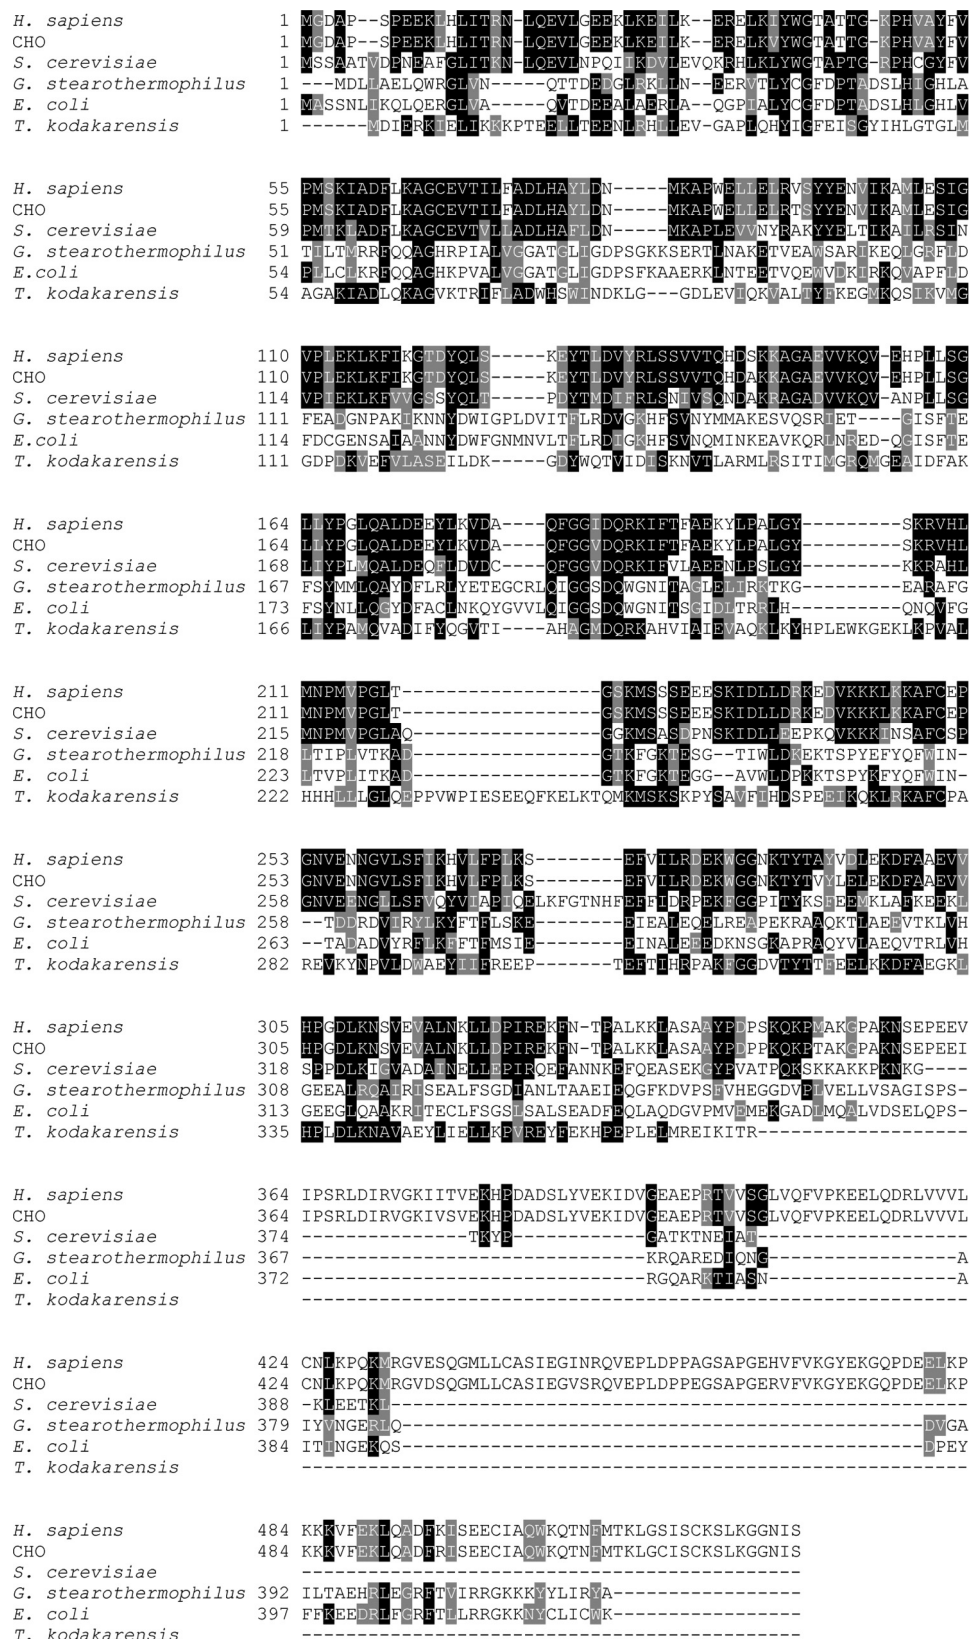 H. sapiens 1 MGDAP--SPEEKLHLITRN-LQEVLGEEKLKEILK--ERELKIYWGTATTG-KPHVAYFV
CHO 1 MGDAP--SPEEKLHLITRN-LQEVLGEEKLKEILK--ERELKVYWGTATTG-KPHVAYFV
S. cerevisiae 1 MSSAATVDPNEAFGLITKN-LQEVLNPQIIKDVLEVQKRHLKLYWGTAPTG-RPHCGYFV
G. stearothermophilus 1 ---MDLLAELQWRGLVN-----QTTDEDGLRKLLN--EERVTLYCGFDPTADSLHIGHLA
E. coli 1 MASSNLIKQLQERGLVA-----QVTDEEALAERLA--QGPIALYCGFDPTADSLHLGHLV
T. kodakarensis 1 ------MDIERKIELIKKKPTEELLTEENLRHLLEV-GAPLQHYIGFEISGYIHLGTGLM
H. sapiens 55 PMSKIADFLKAGCEVTILFADLHAYLDN-----MKAPWELLELRVSYYENVIKAMLESIG
CHO 55 PMSKIADFLKAGCEVTILFADLHAYLDN-----MKAPWELLELRTSYYENVIKAMLESIG
S. cerevisiae 59 PMTKLADFLKAGCEVTVLLADLHAFLDN-----MKAPLEVVNYRAKYYELTIKAILRSIN
G. stearothermophilus 51 TILTMRRFQQAGHRPIALVGGATGLIGDPSGKKSERTLNAKETVEAWSARIKEQLGRFLD
E.coli 54 PLLCLKRFQQAGHKPVALVGGATGLIGDPSFKAAERKLNTEETVQEWVDKIRKQVAPFLD
T. kodakarensis 54 AGAKIADLQKAGVKTRIFLADWHSWINDKLG---GDLEVIQKVALTYFKEGMKQSIKVMG
H. sapiens 110 VPLEKLKFIKGTDYQLS-----KEYTLDVYRLSSVVTQHDSKKAGAEVVKQV-EHPLLSG
CHO 110 VPLEKLKFIKGTDYQLS-----KEYTLDVYRLSSVVTQHDAKKAGAEVVKQV-EHPLLSG
S. cerevisiae 114 VPIEKLKFVVGSSYQLT-----PDYTMDIFRLSNIVSQNDAKRAGADVVKQV-ANPLLSG
G. stearothermophilus 111 FEADGNPAKIKNNYDWIGPLDVITFLRDVGKHFSVNYMMAKESVQSRIET----GISFTE
E.coli 114 FDCGENSAIAANNYDWFGNMNVLTFLRDIGKHFSVNQMINKEAVKQRLNRED-QGISFTE
T. kodakarensis 111 GDPDKVEFVLASEILDK-----GDYWQTVIDISKNVTLARMLRSITIMGRQMGEAIDFAK
H. sapiens 164 LLYPGLQALDEEYLKVDA----QFGGIDQRKIFTFAEKYLPALGY---------SKRVHL
CHO 164 LLYPGLQALDEEYLKVDA----QFGGVDQRKIFTFAEKYLPALGY---------SKRVHL
S. cerevisiae 168 LIYPLMQALDEQFLDVDC----QFGGVDQRKIFVLAEENLPSLGY---------KKRAHL
G. stearothermophilus 167 FSYMMLQAYDFLRLYETEGCRLQIGGSDQWGNITAGLELIRKTKG---------EARAFG
E. coli 173 FSYNLLQGYDFACLNKQYGVVLQIGGSDQWGNITSGIDLTRRLH----------QNQVFG
T. kodakarensis 166 LIYPAMQVADIFYQGVTI----AHAGMDQRKAHVIAIEVAQKLKYHPLEWKGEKLKPVAL
H. sapiens 211 MNPMVPGLT------------------GSKMSSSEEESKIDLLDRKEDVKKKLKKAFCEP
CHO 211 MNPMVPGLT------------------GSKMSSSEEESKIDLLDRKEDVKKKLKKAFCEP
S. cerevisiae 215 MNPMVPGLAQ-----------------GGKMSASDPNSKIDLLEEPKQVKKKINSAFCSP
G. stearothermophilus 218 LTIPLVTKAD-----------------GTKFGKTESG--TIWLDKEKTSPYEFYQFWIN-
E. coli 223 LTVPLITKAD-----------------GTKFGKTEGG--AVWLDPKKTSPYKFYQFWIN-
T. kodakarensis 222 HHHLLLGLQEPPVWPIESEEQFKELKTQMKMSKSKPYSAVFIHDSPEEIKQKLRKAFCPA
H. sapiens 253 GNVENNGVLSFIKHVLFPLKS--------EFVILRDEKWGGNKTYTAYVDLEKDFAAEVV
CHO 253 GNVENNGVLSFIKHVLFPLKS--------EFVILRDEKWGGNKTYTVYLELEKDFAAEVV
S. cerevisiae 258 GNVEENGLLSFVQYVIAPIQELKFGTNHFEFFIDRPEKFGGPITYKSFEEMKLAFKEEKL
G. stearothermophilus 258 --TDDRDVIRYLKYFTFLSKE--------EIEALEQELREAPEKRAAQKTLAEEVTKLVH
E. coli 263 --TADADVYRFLKFFTFMSIE--------EINALEEEDKNSGKAPRAQYVLAEQVTRLVH
T. kodakarensis 282 REVKYNPVLDWAEYIIFREEP--------TEFTIHRPAKFGGDVTYTTFEELKKDFAEGKL
H. sapiens 305 HPGDLKNSVEVALNKLLDPIREKFN-TPALKKLASAAYPDPSKQKPMAKGPAKNSEPEEV
CHO 305 HPGDLKNSVEVALNKLLDPIREKFN-TPALKKLASAAYPDPPKQKPTAKGPAKNSEPEEI
S. cerevisiae 318 SPPDLKIGVADAINELLEPIRQEFANNKEFQEASEKGYPVATPQKSKKAKKPKNKG----
G. stearothermophilus 308 GEEALRQAIRISEALFSGDIANLTAAEIEQGFKDVPSFVHEGGDVPLVELLVSAGISPS-
E. coli 313 GEEGLQAAKRITECLFSGSLSALSEADFEQLAQDGVPMVEMEKGADLMQALVDSELQPS-
T. kodakarensis 335 HPLDLKNAVAEYLIELLKPVREYFEKHPEPLELMREIKITR-------------------
H. sapiens 364 IPSRLDIRVGKIITVEKHPDADSLYVEKIDVGEAEPRTVVSGLVQFVPKEELQDRLVVVL
CHO 364 IPSRLDIRVGKIVSVEKHPDADSLYVEKIDVGEAEPRTVVSGLVQFVPKEELQDRLVVVL
S. cerevisiae 374 ---------------TKYP------------GATKTNEIAT-------------------
G. stearothermophilus 367 -------------------------------KRQAREDIQNG-----------------A
E. coli 372 -------------------------------RGQARKTIASN-----------------A
T. kodakarensis ------------------------------------------------------------
H. sapiens 424 CNLKPQKMRGVESQGMLLCASIEGINRQVEPLDPPAGSAPGEHVFVKGYEKGQPDEELKP
CHO 424 CNLKPQKMRGVDSQGMLLCASIEGVSRQVEPLDPPEGSAPGERVFVKGYEKGQPDEELKP
S. cerevisiae 388 -KLEETKL----------------------------------------------------
G. stearothermophilus 379 IYVNGERLQ-----------------------------------------------DVGA
E. coli 384 ITINGEKQS-----------------------------------------------DPEY
T. kodakarensis ------------------------------------------------------------
H. sapiens 484 KKKVFEKLQADFKISEECIAQWKQTNFMTKLGSISCKSLKGGNIS
CHO 484 KKKVFEKLQADFRISEECIAQWKQTNFMTKLGCISCKSLKGGNIS
S. cerevisiae ---------------------------------------------
G. stearothermophilus 392 ILTAEHRLEGRFTVIRRGKKKYYLIRYA-----------------
E. coli 397 FFKEEDRLFGRFTLLRRGKKNYCLICWK-----------------
T. kodakarensis ---------------------------------------------